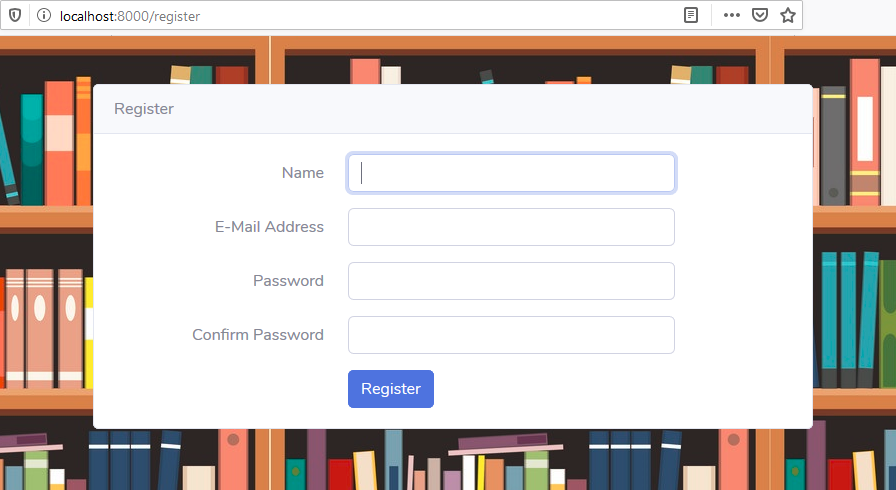 localhost:8000/register
Register
Name
E-Mail Address
Password
Confirm Password
Register